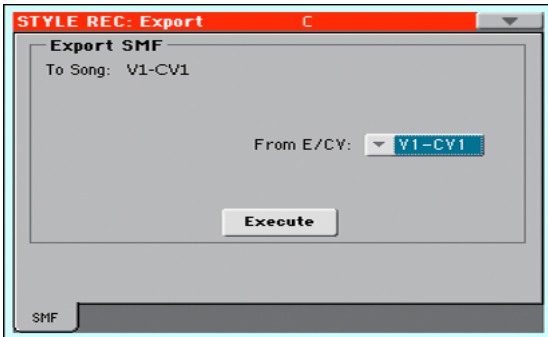 STYLE REC: Export C
Export SMF
To Song: V1-CV1
From E/CV: V1-CV1
Execute
SMF